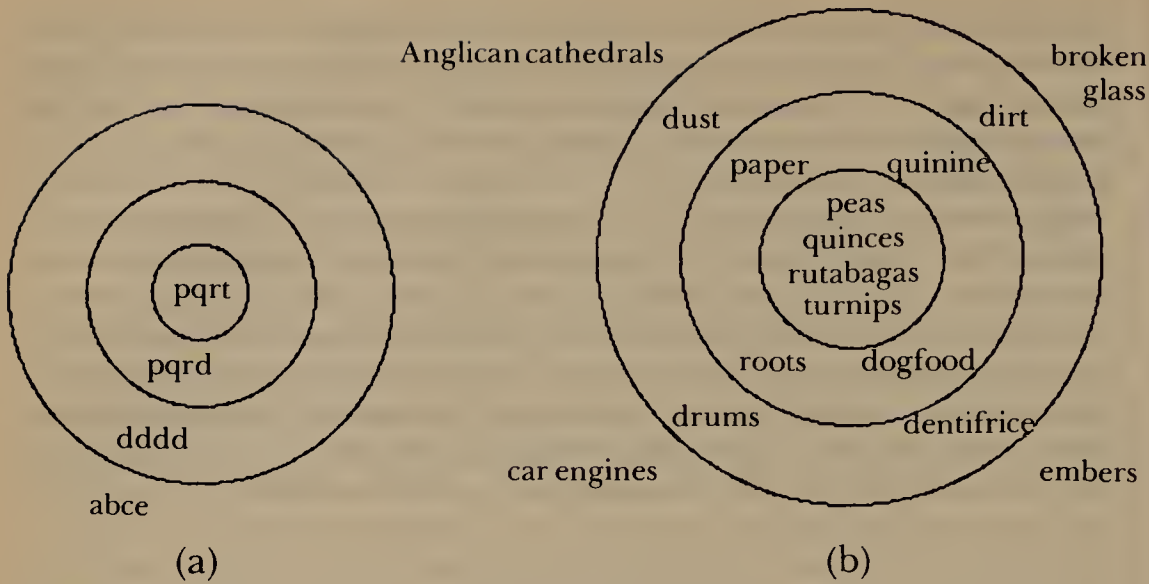 pqrt
pqrd
dddd
abce
(a)
Anglican cathedrals
broken
glass
dust
dirt
paper
quinine
peas
quinces
rutabagas
turnips
roots
dogfood
drums
dentifrice
car engines
embers
(b)